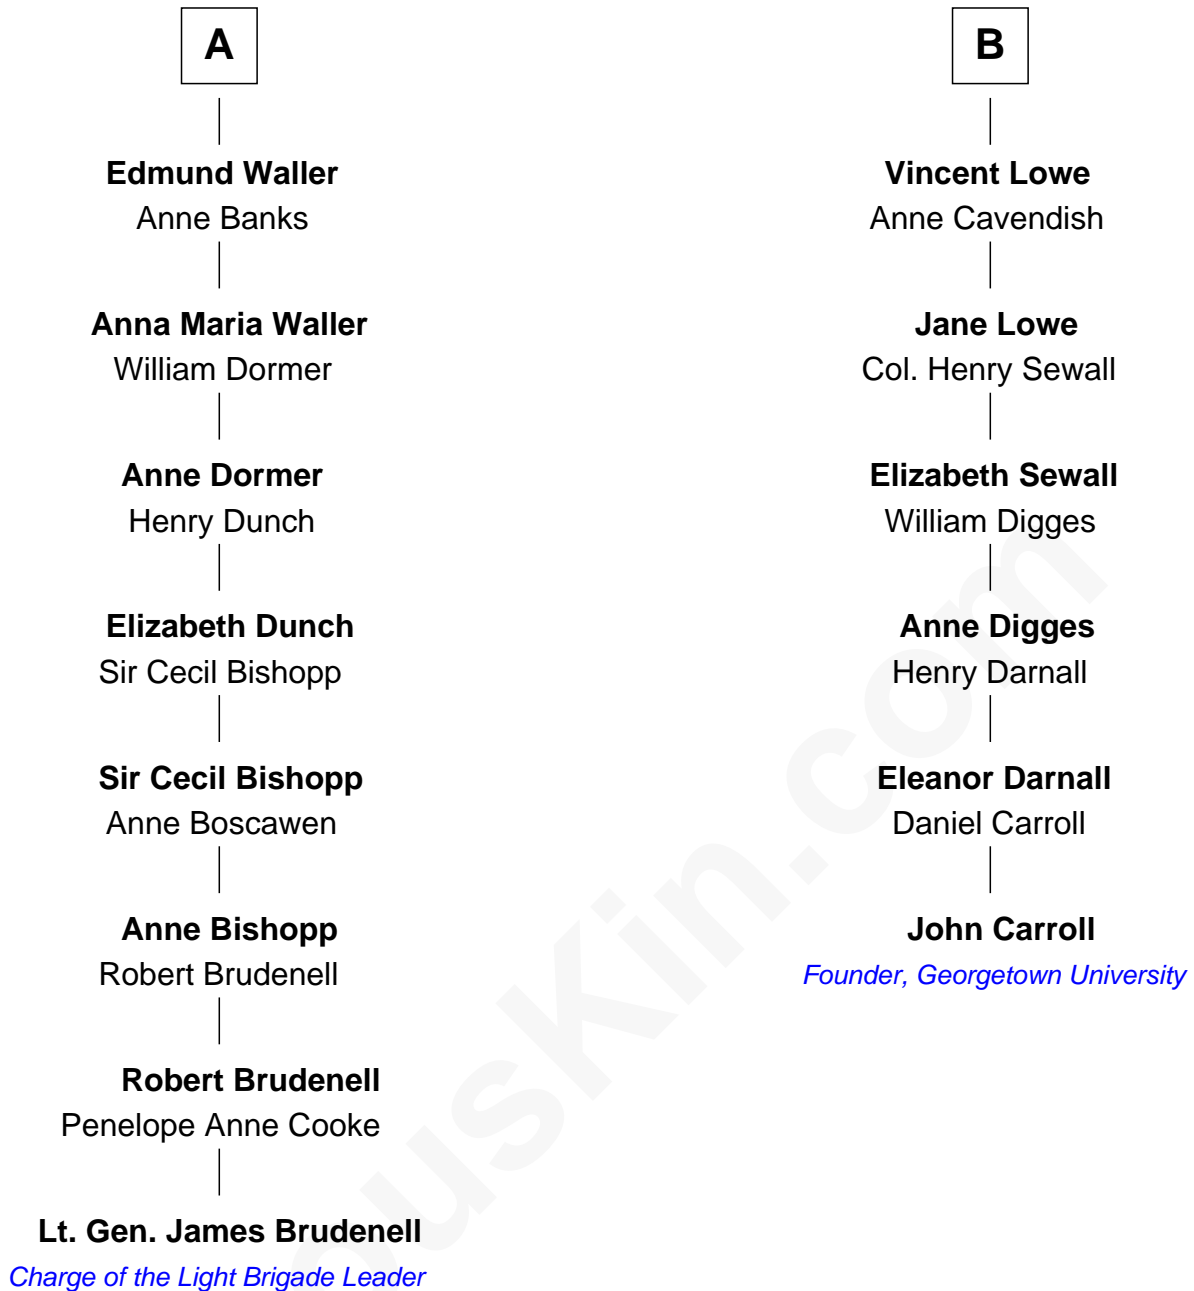 A
Edmund Waller
Anne Banks
Anna Maria Waller
William Dormer
Anne Dormer
Henry Dunch
Elizabeth Dunch
Sir Cecil Bishopp
Sir Cecil Bishopp
Anne Boscawen
Anne Bishopp
Robert Brudenell
Robert Brudenell
Penelope Anne Cooke
Lt. Gen. James Brudenell
Charge of the Light Brigade Leader
B
Vincent Lowe
Anne Cavendish
Jane Lowe
Col. Henry Sewall
Elizabeth Sewall
William Digges
Anne Digges
Henry Darnall
Eleanor Darnall
Daniel Carroll
John Carroll
Founder, Georgetown University
ousKin.com